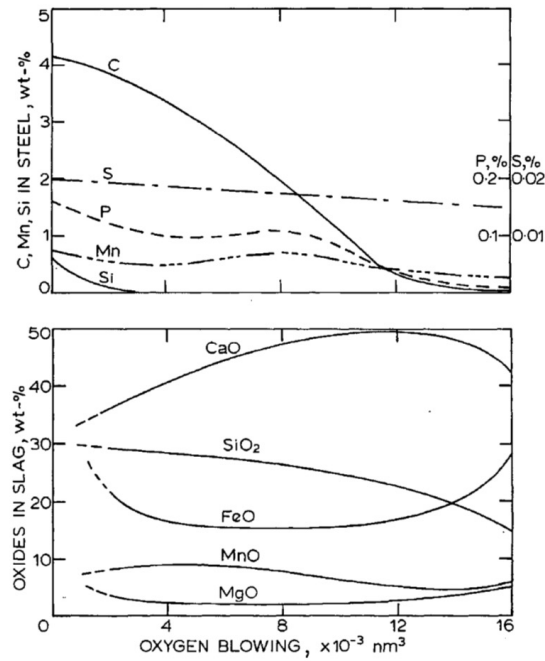 C, Mn, Si IN STEEL, wt-%
5
4
3
2
1
0
C
S
P
Mn
Si
P,% S,%
0·2 0·02
0·1 0·01
OXIDES IN SLAG, wt-%
50
40
30
20
10
0
CaO
SiO₂
FeO
MnO
MgO
0 4 8 12 16
OXYGEN BLOWING, ×10⁻³ nm³